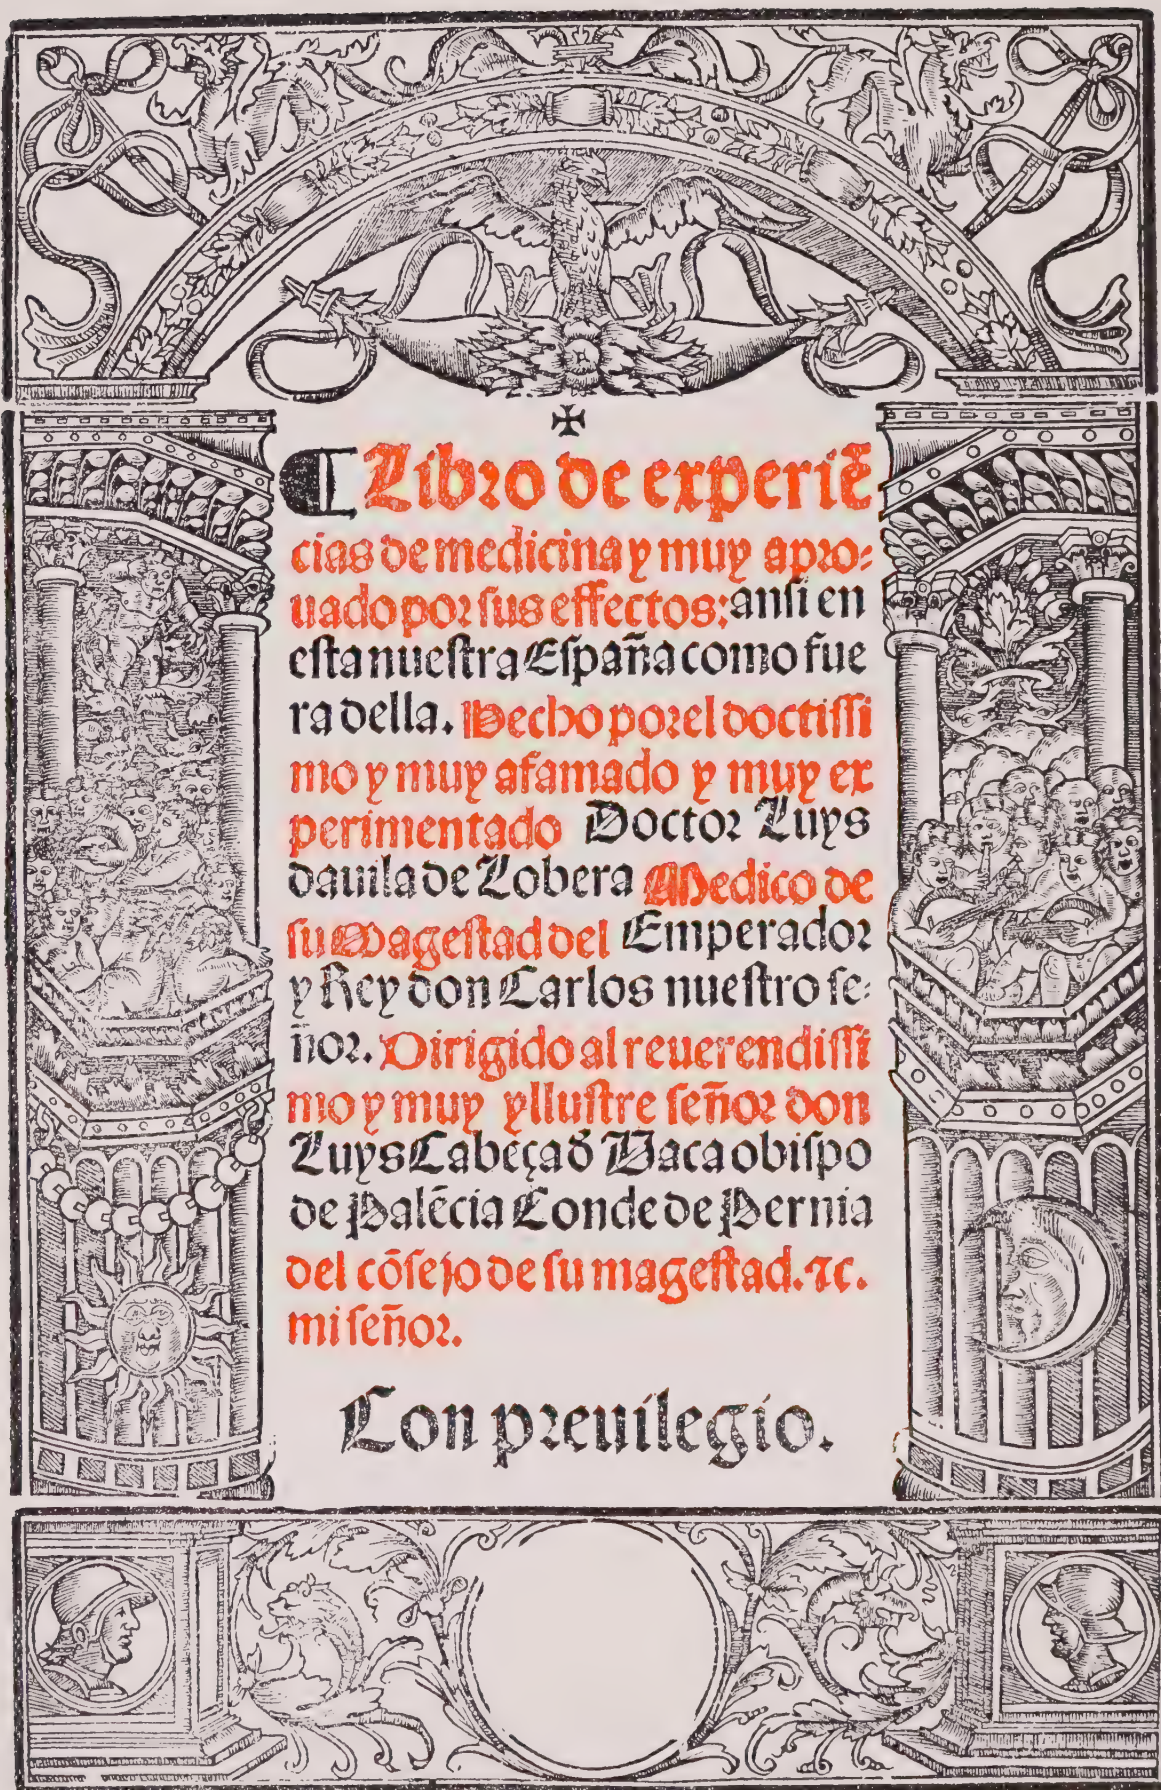 ✠
¶ Libro de experiẽ
cias de medicina y muy apro-
uado por sus effectos: ansi en
esta nuestra España como fue
ra della. Hecho por el doctissi
mo y muy afamado y muy ex
perimentado Doctor Luys
dauila de Lobera Medico de
su Magestad del Emperador
y Rey don Carlos nuestro se-
ñor. Dirigido al reuerendissi
mo y muy yllustre señor don
Luys Cabeça đ Vaca obispo
de Palẽcia Conde de Pernia
del cõsejo de su magestad. ⁊c.
mi señor.
Con preuilegio.